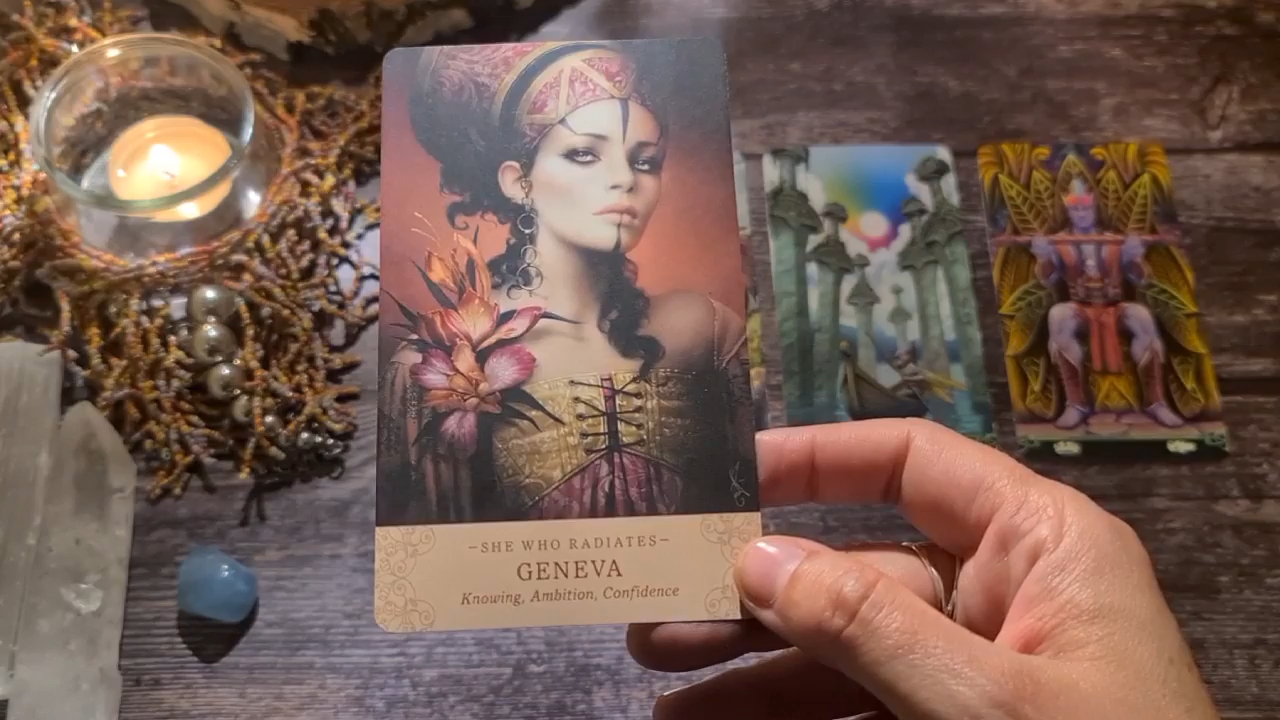 –SHE WHO RADIATES–
GENEVA
Knowing, Ambition, Confidence